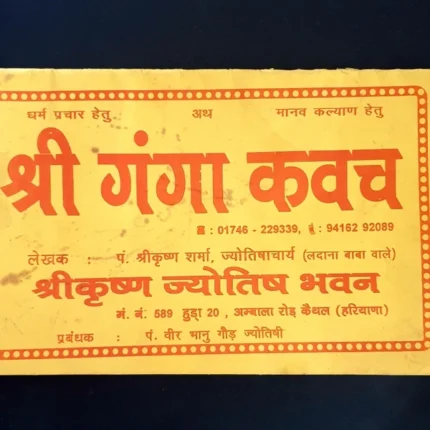 धर्म प्रचार हेतु अथ मानव कल्याण हेतु
श्री गंगा कवच
☎ : 01746 - 229339, 📱 : 94162 92089
लेखक : पं. श्रीकृष्ण शर्मा, ज्योतिषाचार्य (लदाना बाबा वाले)
श्रीकृष्ण ज्योतिष भवन
मं. नं. 589 हुडा 20 , अम्बाला रोड़ कैथल (हरियाणा)
प्रबंधक : पं. वीर भानु गौड़ ज्योतिषी